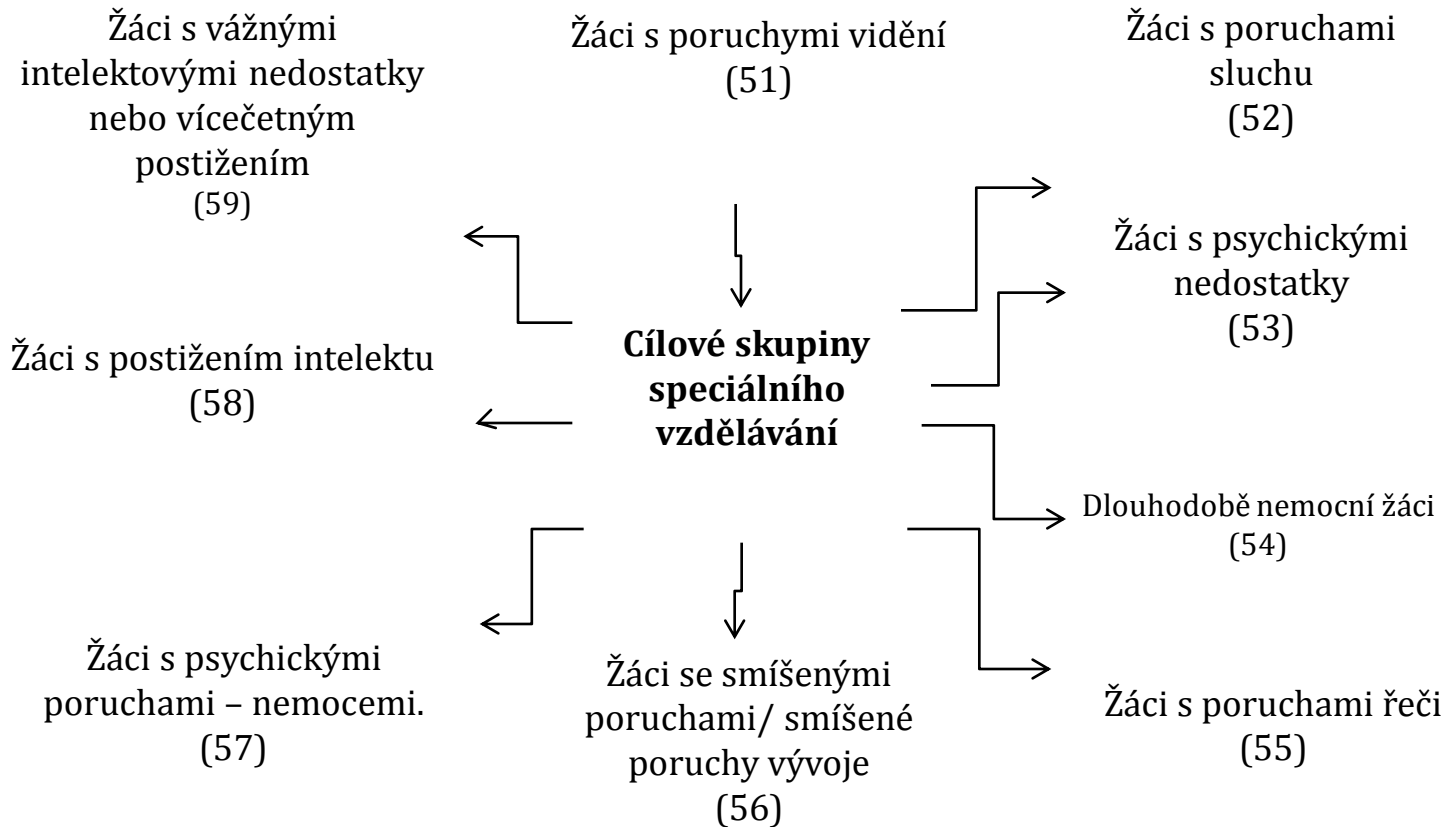 Žáci s vážnými
intelektovými nedostatky
nebo vícečetným
postižením
(59)
Žáci s poruchymi vidění
(51)
Žáci s poruchami
sluchu
(52)
Žáci s psychickými
nedostatky
(53)
Žáci s postižením intelektu
(58)
Cílové skupiny
speciálního
vzdělávání
Dlouhodobě nemocní žáci
(54)
Žáci s psychickými
poruchami – nemocemi.
(57)
Žáci se smíšenými
poruchami/ smíšené
poruchy vývoje
(56)
Žáci s poruchami řeči
(55)